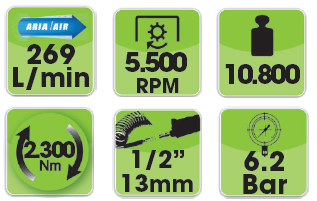 ARIA / AIR
269
L/min
5.500
RPM
10.800
2.300
Nm
1/2”
13mm
6.2
Bar